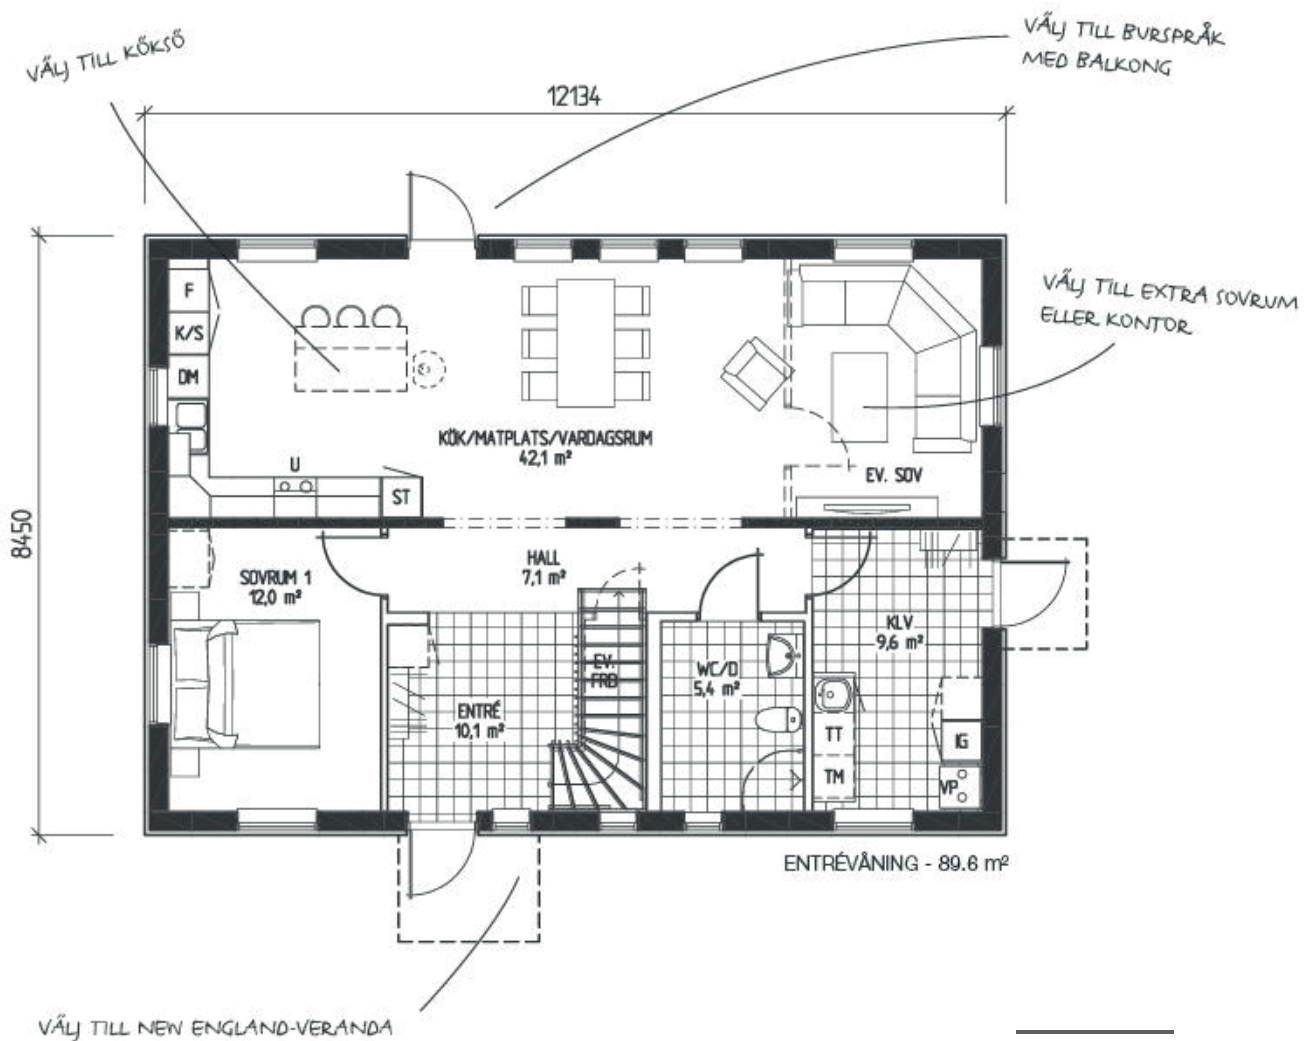 VÄLJ TILL KÖKSÖ
VÄLJ TILL BURSPRÅK
MED BALKONG
12134
8450
VÄLJ TILL EXTRA SOVRUM
ELLER KONTOR
F
K/S
DM
U
ST
KÖK/MATPLATS/VARDAGSRUM
42,1 m²
EV. SOV
SOVRUM 1
12,0 m²
HALL
7,1 m²
KLV
9,6 m²
EV.
FRD
WC/D
5,4 m²
ENTRÉ
10,1 m²
TT
TM
IG
VP
ENTRÉVÅNING - 89.6 m²
VÄLJ TILL NEW ENGLAND-VERANDA